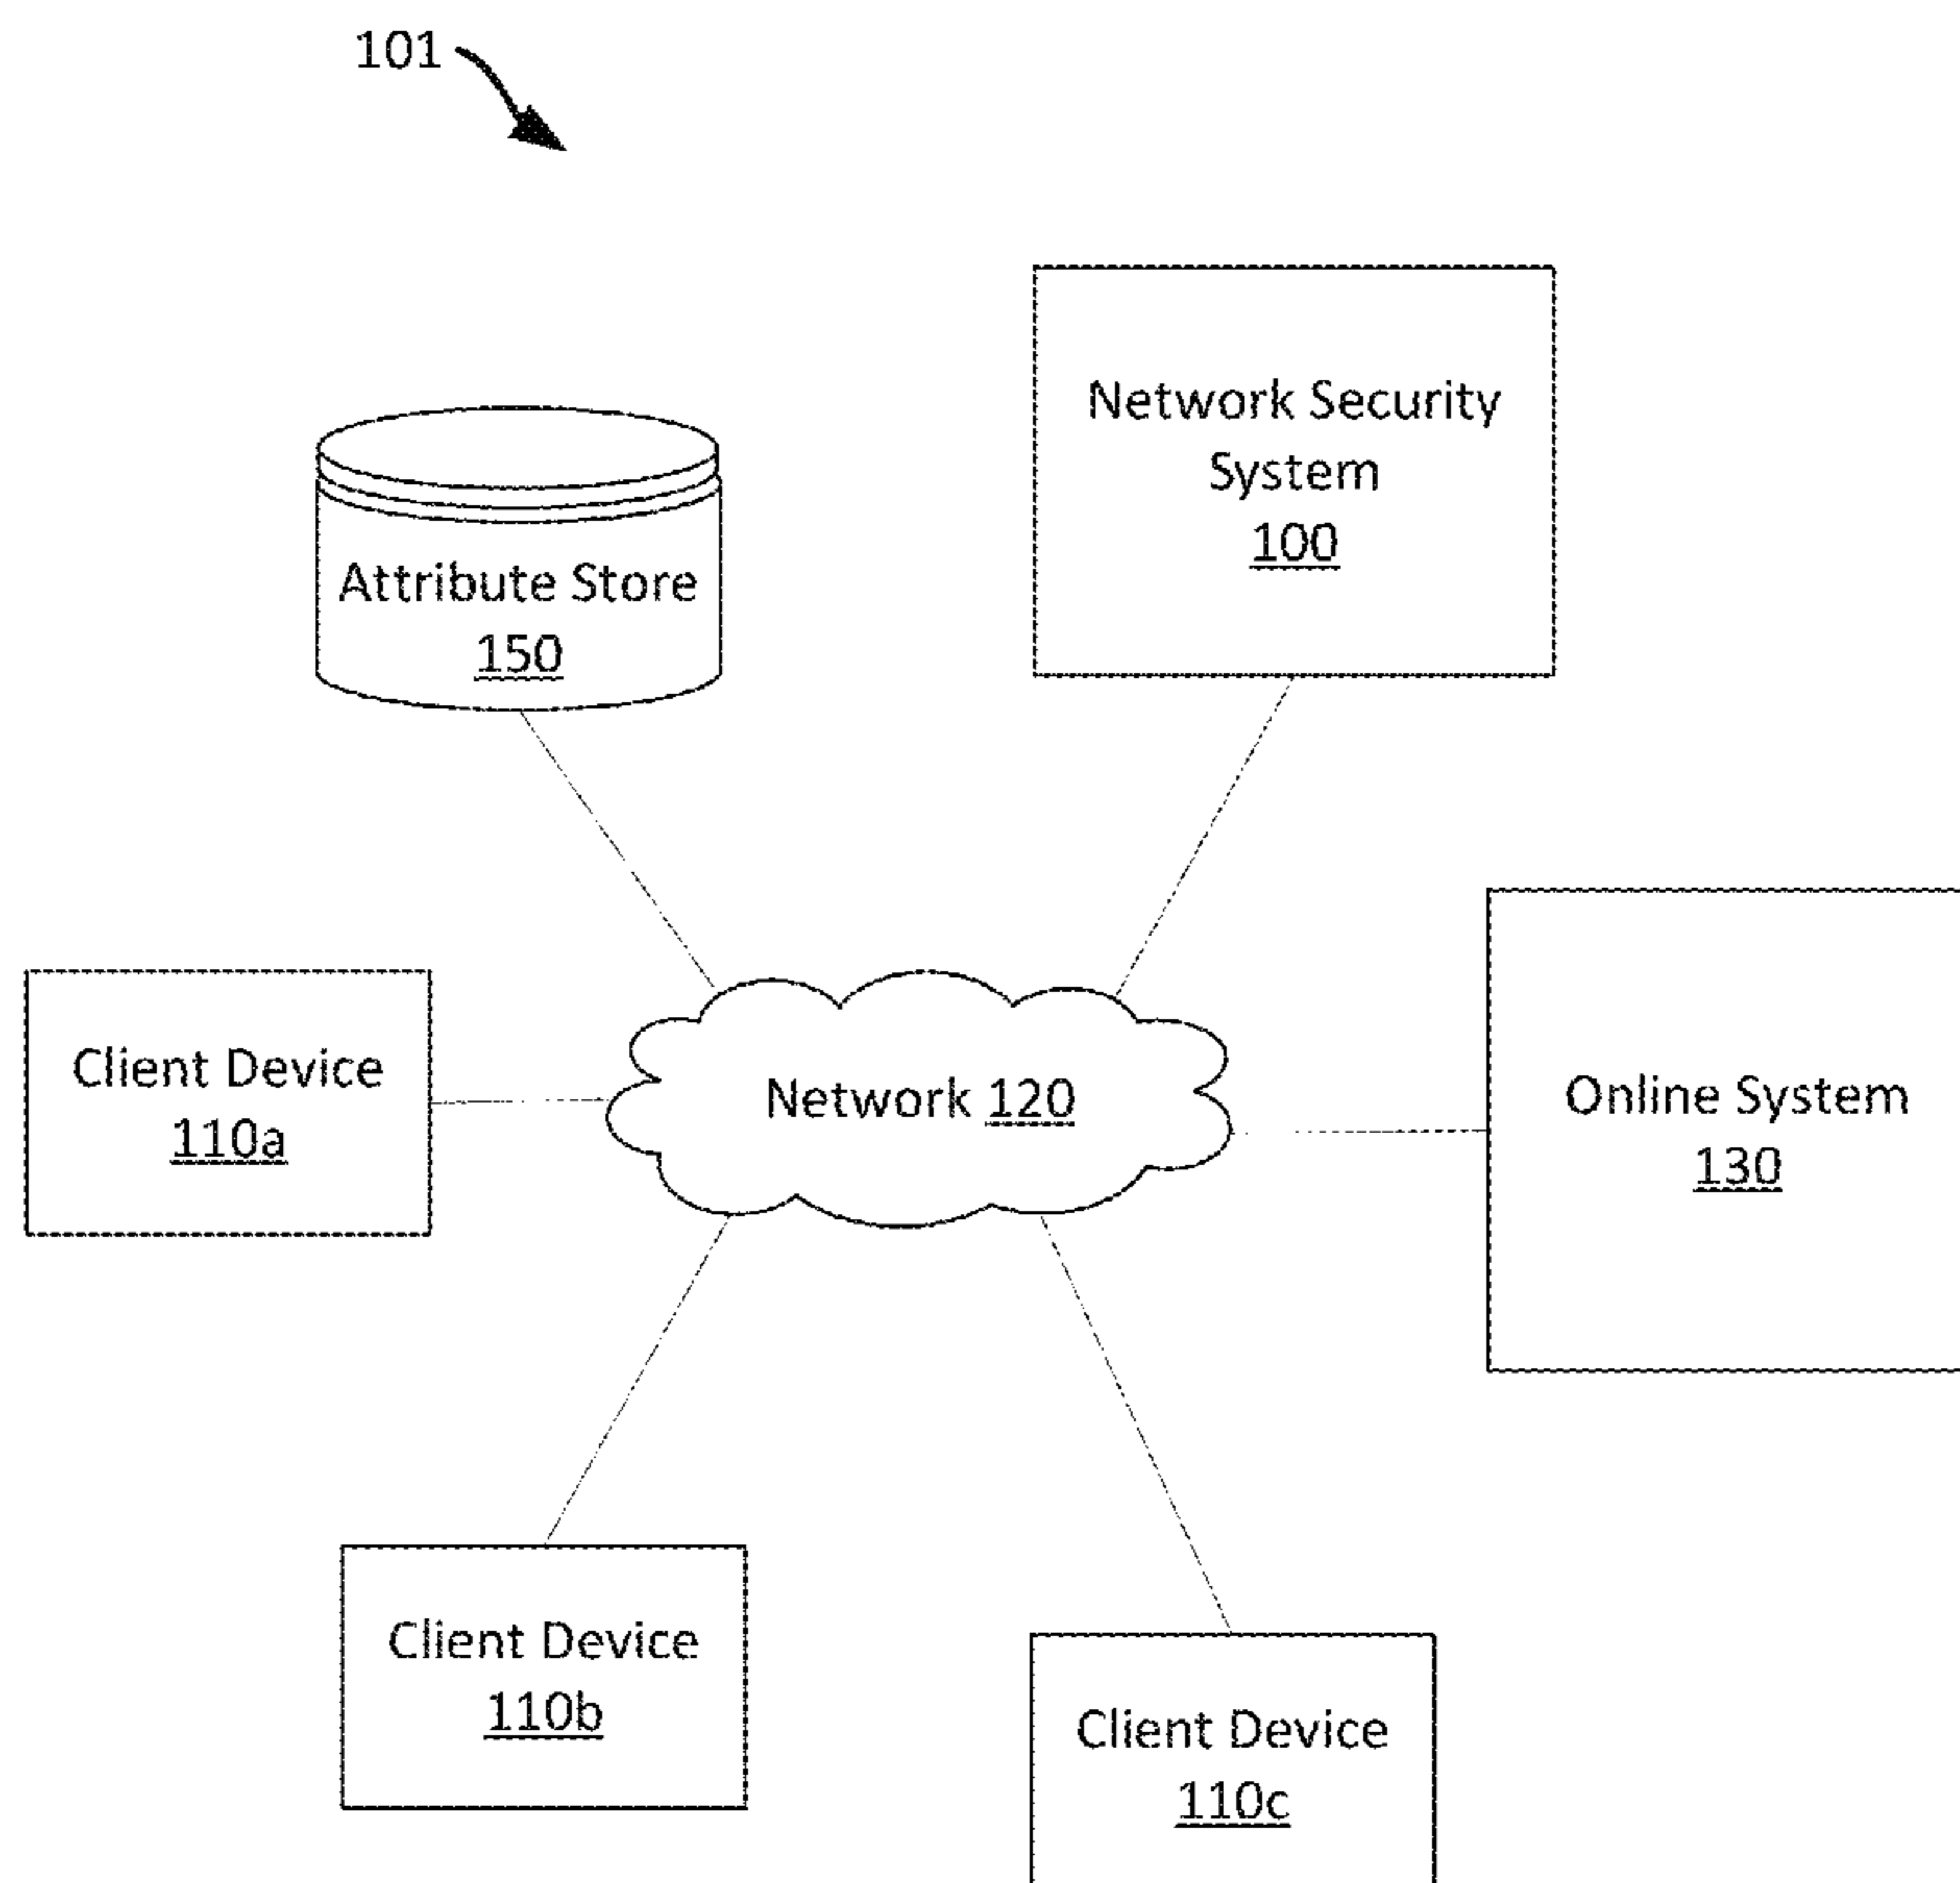 101
Network Security
System
100
Attribute Store
150
Client Device
110a
Network 120
Online System
130
Client Device
110b
Client Device
110c